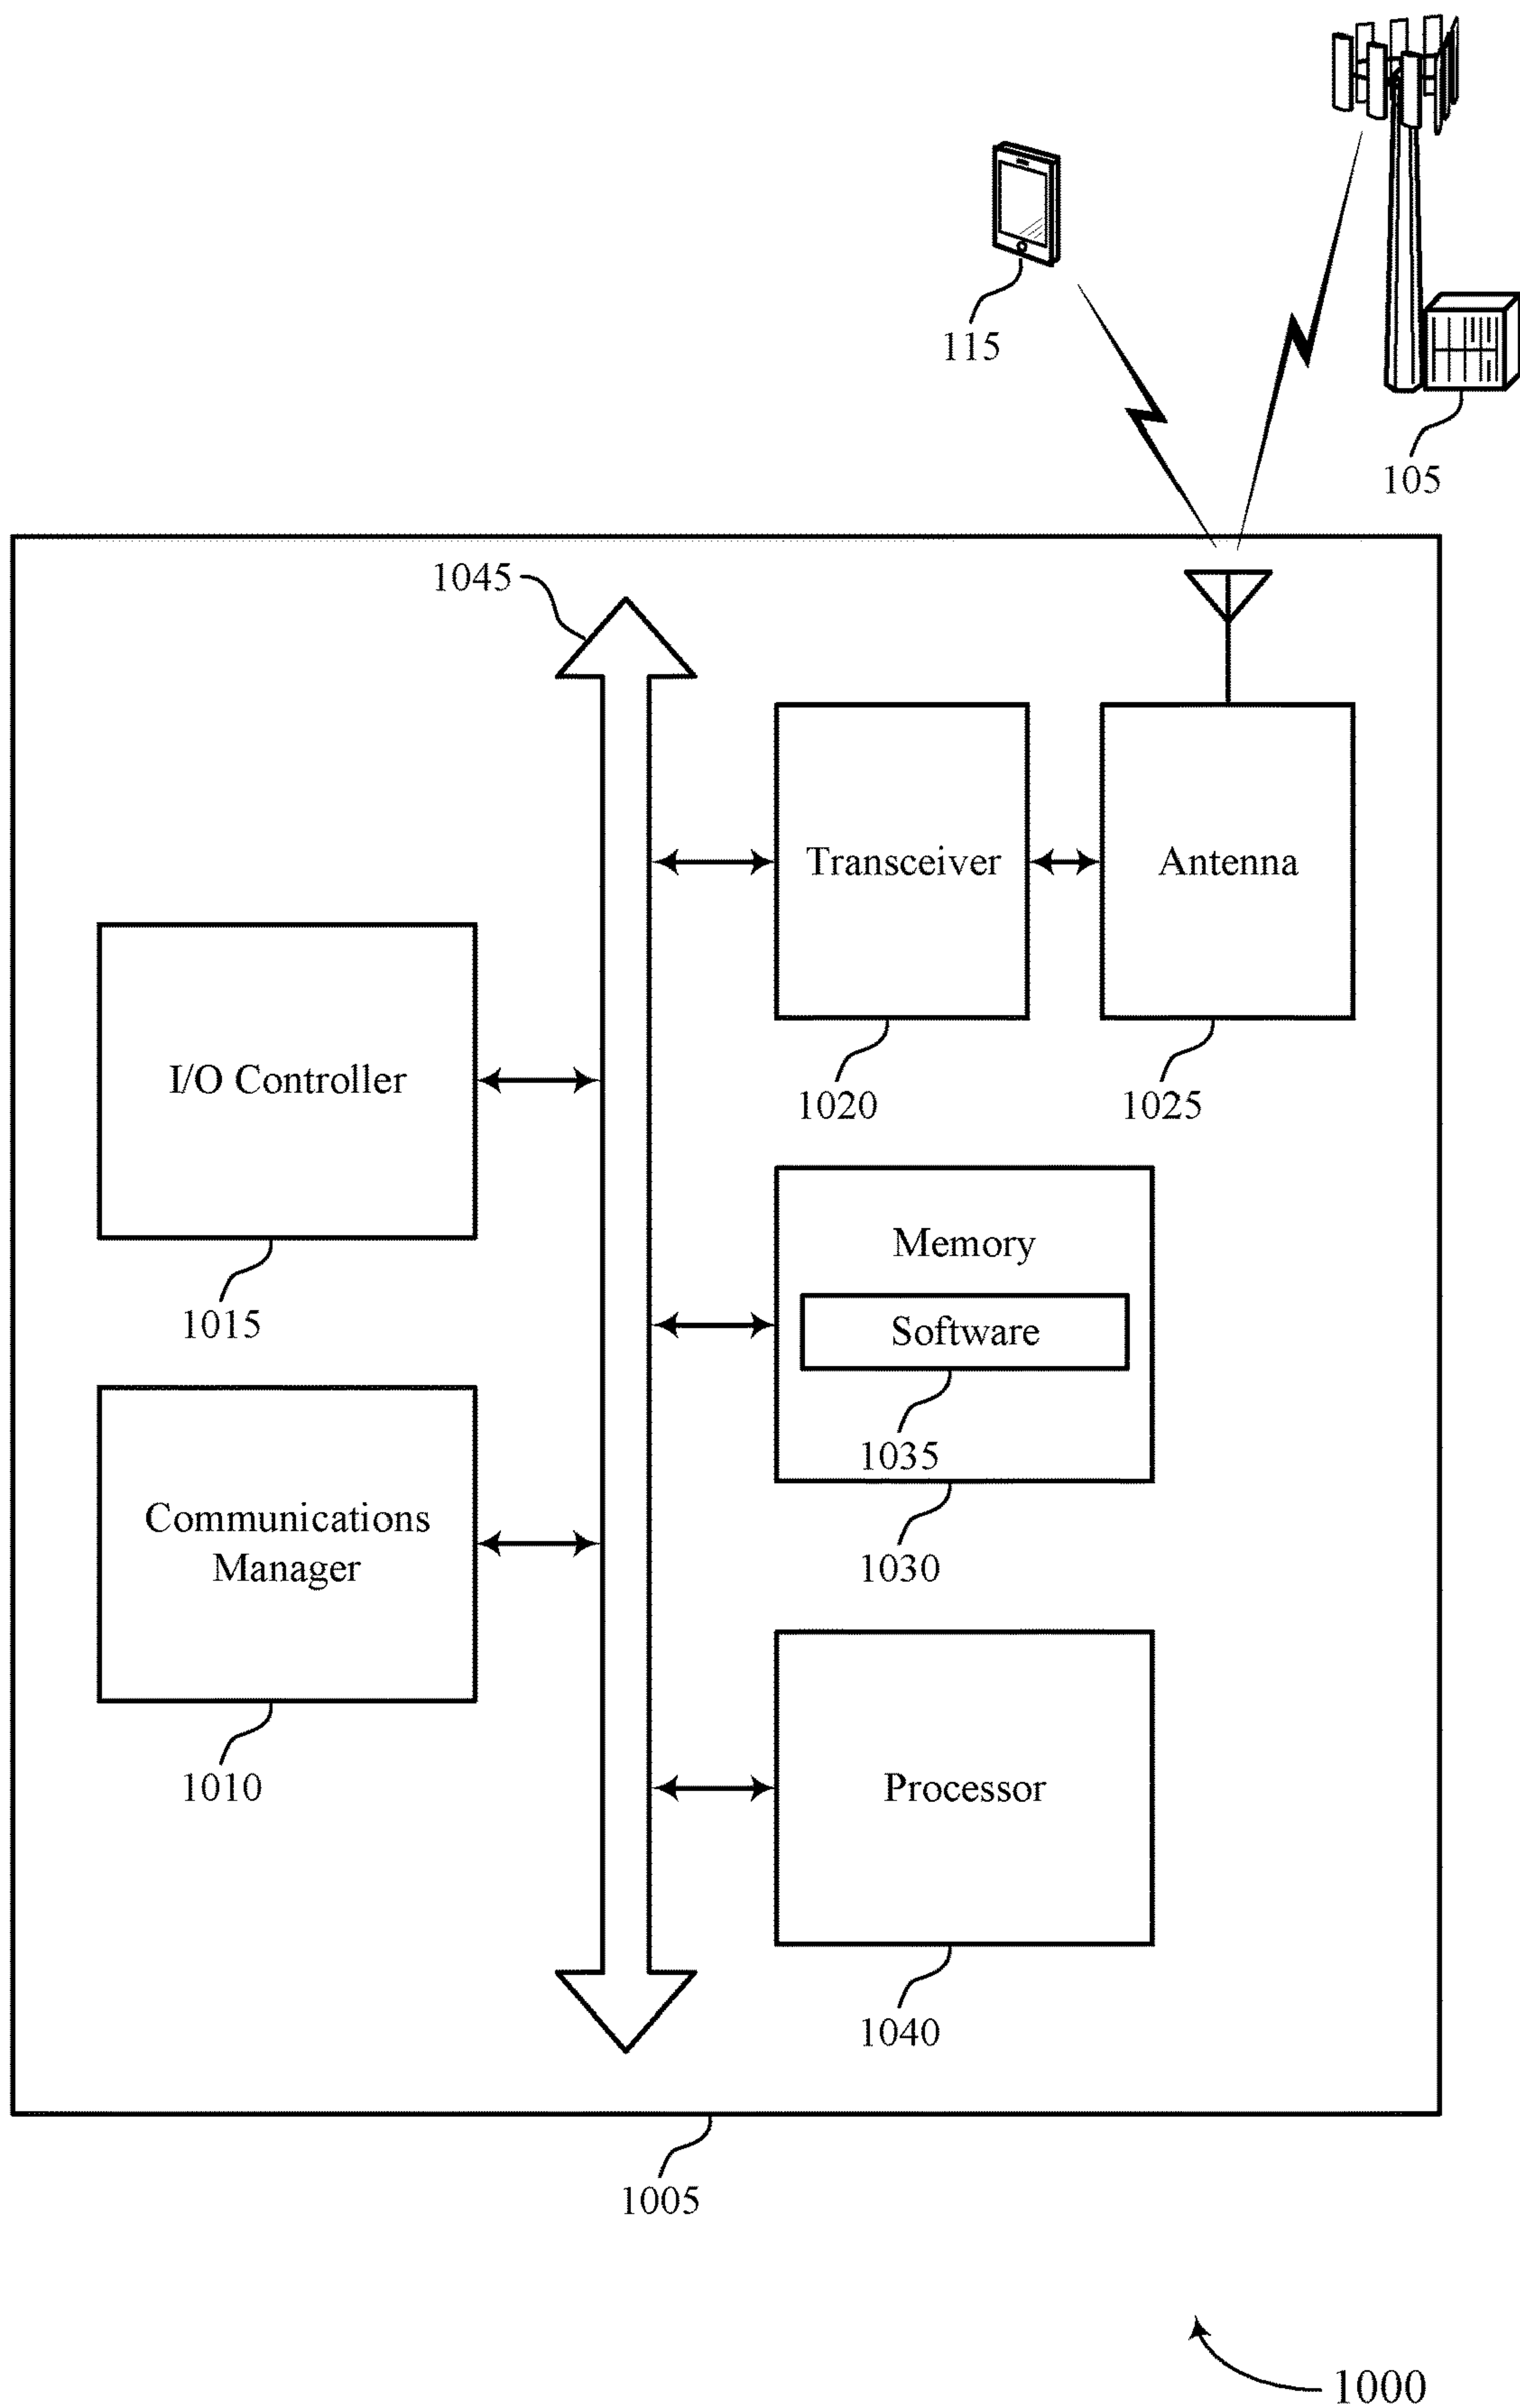 115
105
1045
Transceiver
Antenna
I/O Controller
1020
1025
Memory
1015
Software
1035
Communications
Manager
1030
1010
Processor
1040
1005
1000